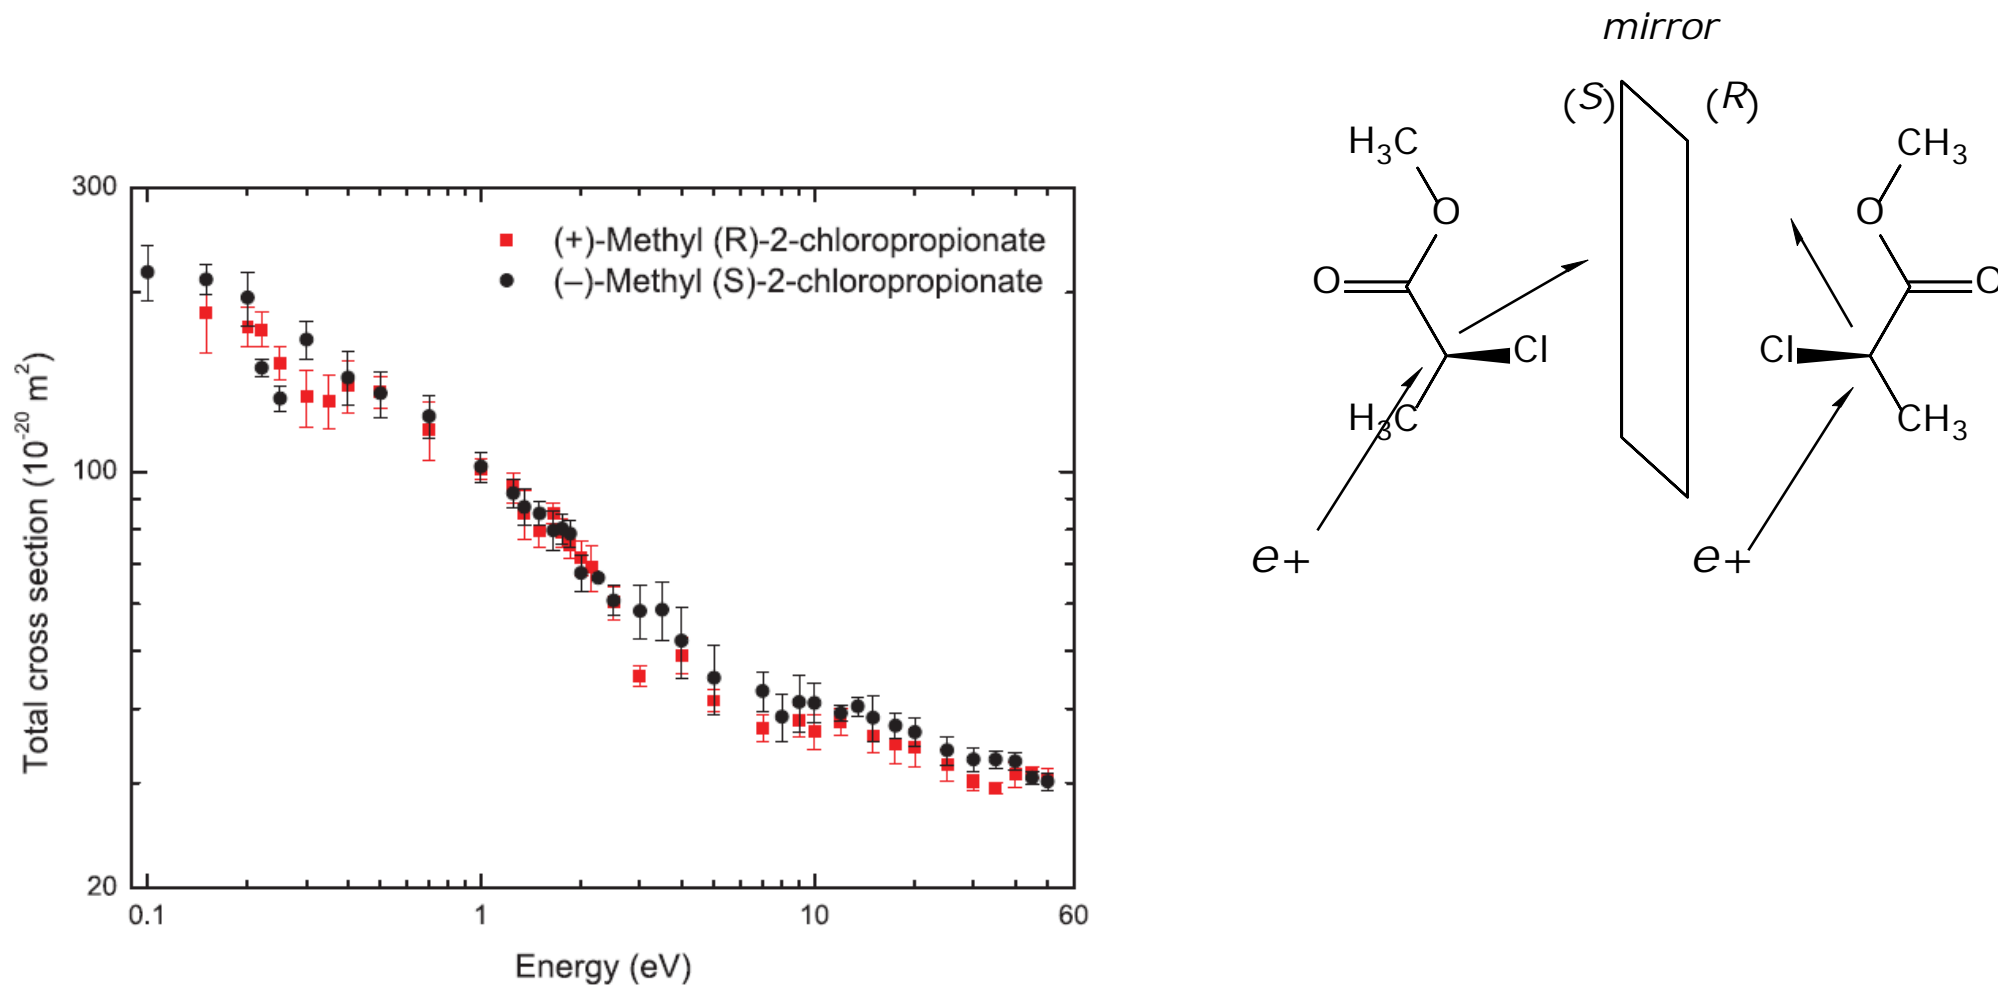 300
100
20
0.1
1
10
60
Total cross section (10⁻²⁰ m²)
Energy (eV)
(+)-Methyl (R)-2-chloropropionate
(–)-Methyl (S)-2-chloropropionate
mirror
(S)
(R)
H₃C
O
O
Cl
H₃C
e+
CH₃
O
O
Cl
CH₃
e+